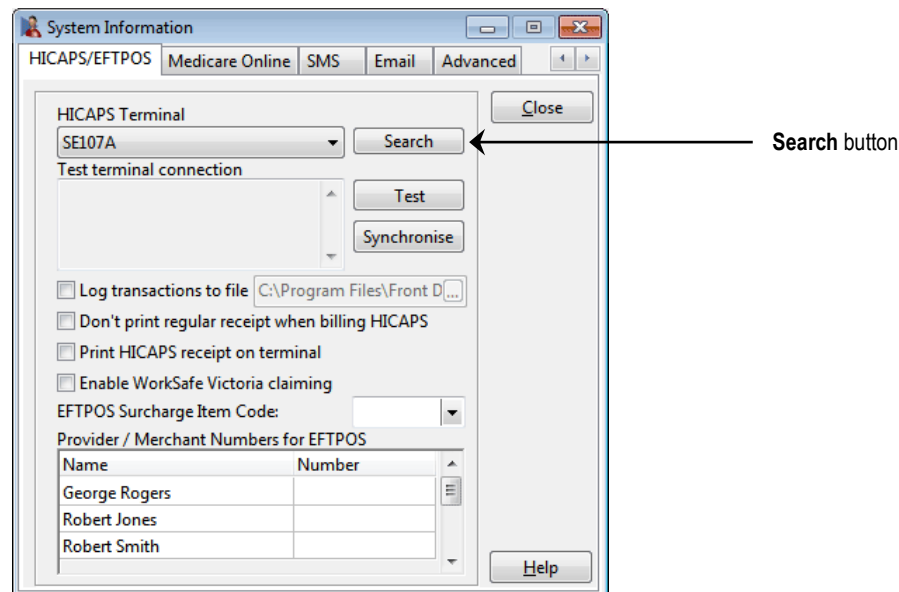 System Information
HICAPS/EFTPOS Medicare Online SMS Email Advanced
Close
HICAPS Terminal
SE107A Search
Search button
Test terminal connection
Test
Synchronise
Log transactions to file C:\Program Files\Front D ...
Don't print regular receipt when billing HICAPS
Print HICAPS receipt on terminal
Enable WorkSafe Victoria claiming
EFTPOS Surcharge Item Code:
Provider / Merchant Numbers for EFTPOS
Name Number
George Rogers
Robert Jones
Robert Smith
Help